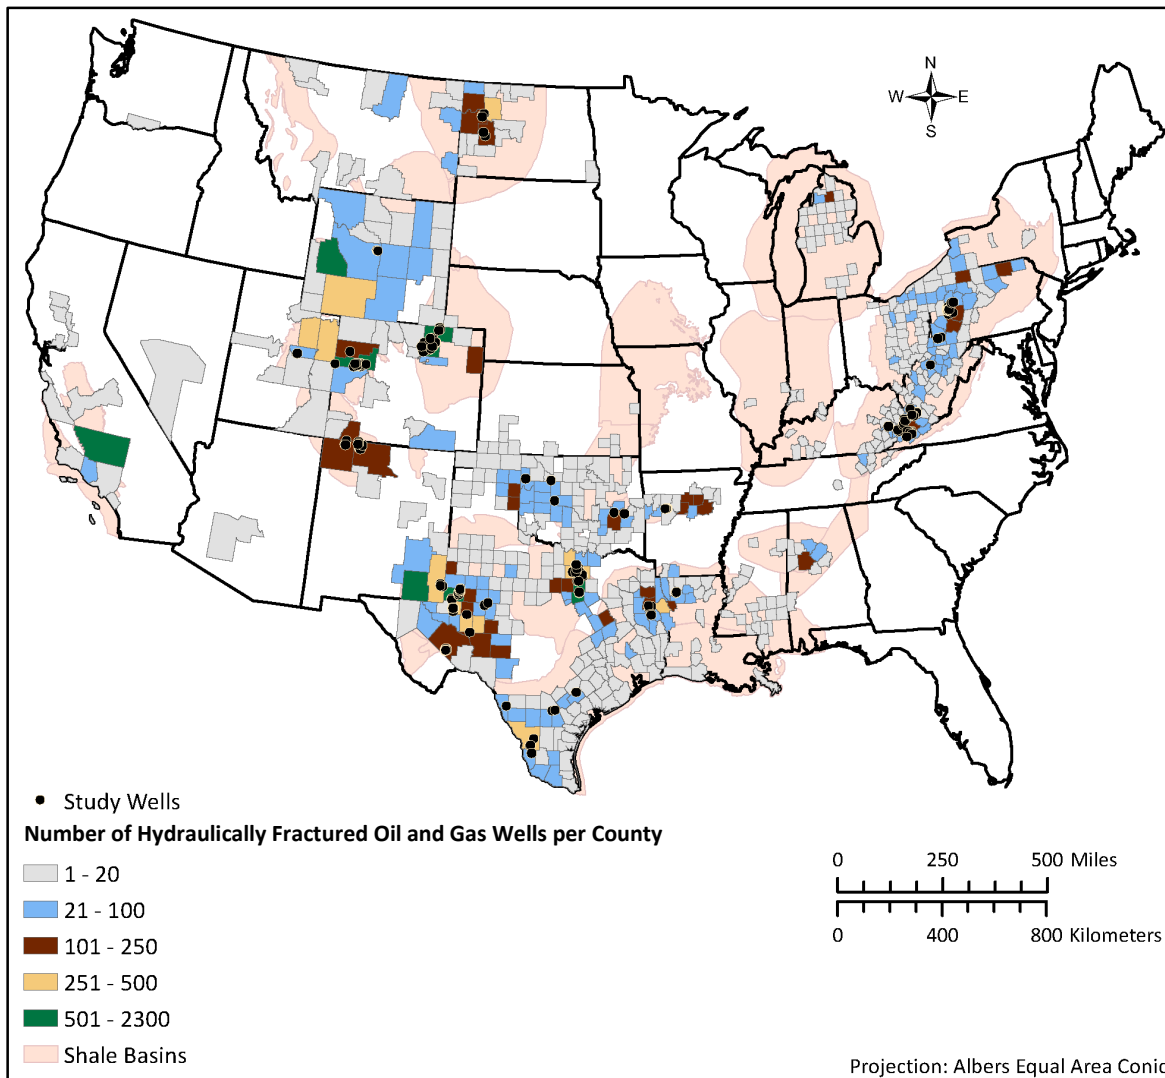 N
W E
S
Study Wells
Number of Hydraulically Fractured Oil and Gas Wells per County
1 - 20
21 - 100
101 - 250
251 - 500
501 - 2300
Shale Basins
0 250 500 Miles
0 400 800 Kilometers
Projection: Albers Equal Area Conic